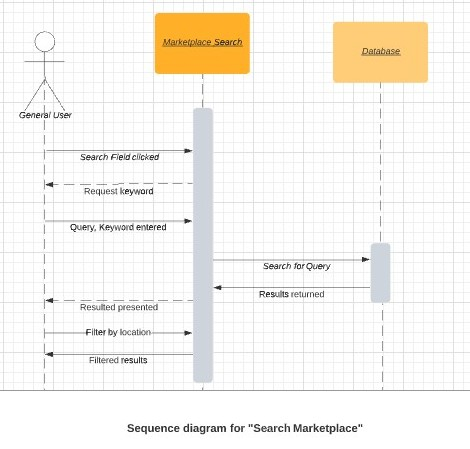 Marketplace Search
Database
General User
Search Field clicked
Request keyword
Query, Keyword entered
Search for Query
Results returned
Resulted presented
Filter by location
Filtered results
Sequence diagram for "Search Marketplace"